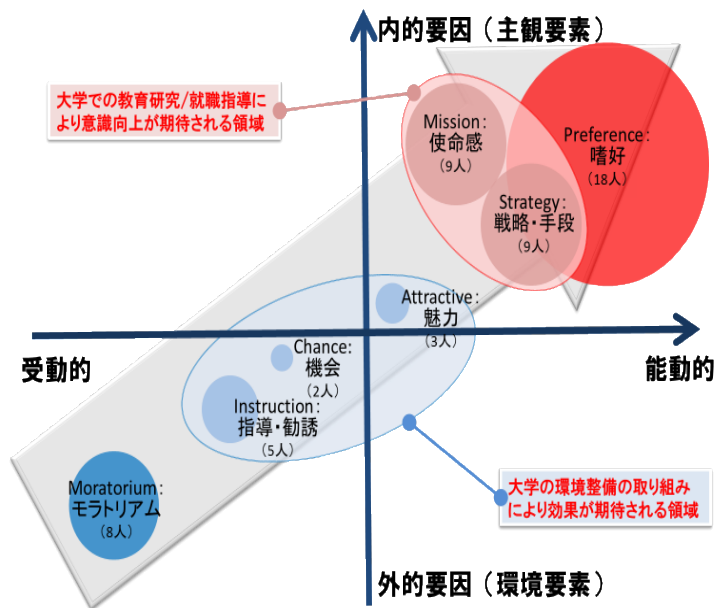 内的要因（主観要素）
大学での教育研究/就職指導に
より意識向上が期待される領域
Mission：
使命感
（9人）
Preference：
嗜好
（18人）
Strategy：
戦略・手段
（9人）
Attractive：
魅力
（3人）
受動的
能動的
Chance:
機会
（2人）
Instruction：
指導・勧誘
（5人）
Moratorium：
モラトリアム
（8人）
大学の環境整備の取り組み
により効果が期待される領域
外的要因（環境要素）